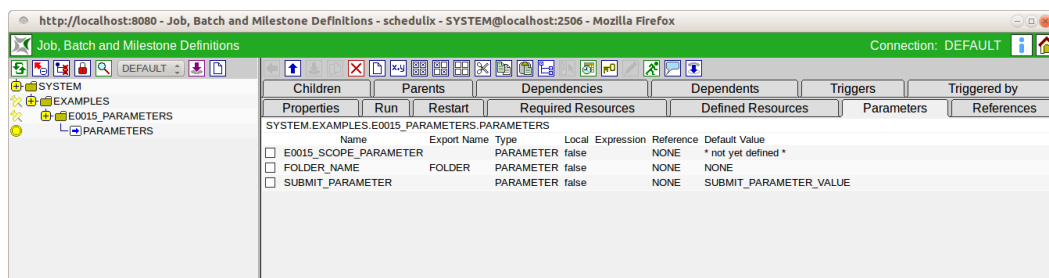 http://localhost:8080 - Job, Batch and Milestone Definitions - schedulix - SYSTEM@localhost:2506 - Mozilla Firefox
Job, Batch and Milestone Definitions Connection: DEFAULT
DEFAULT
SYSTEM
EXAMPLES
E0015_PARAMETERS
PARAMETERS
x.y
Children Parents Dependencies Dependents Triggers Triggered by
Properties Run Restart Required Resources Defined Resources Parameters References
SYSTEM.EXAMPLES.E0015_PARAMETERS.PARAMETERS
Name Export Name Type Local Expression Reference Default Value
E0015_SCOPE_PARAMETER PARAMETER false NONE * not yet defined *
FOLDER_NAME FOLDER PARAMETER false NONE NONE
SUBMIT_PARAMETER PARAMETER false NONE SUBMIT_PARAMETER_VALUE